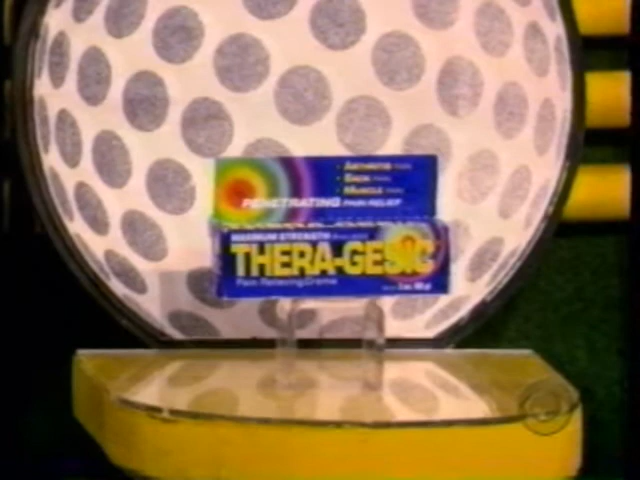 • ARTHRITIS PAIN
• BACK PAIN
• MUSCLE PAIN
PENETRATING PAIN RELIEF
MAXIMUM STRENGTH
THERA-GESIC
Pain Relieving Creme